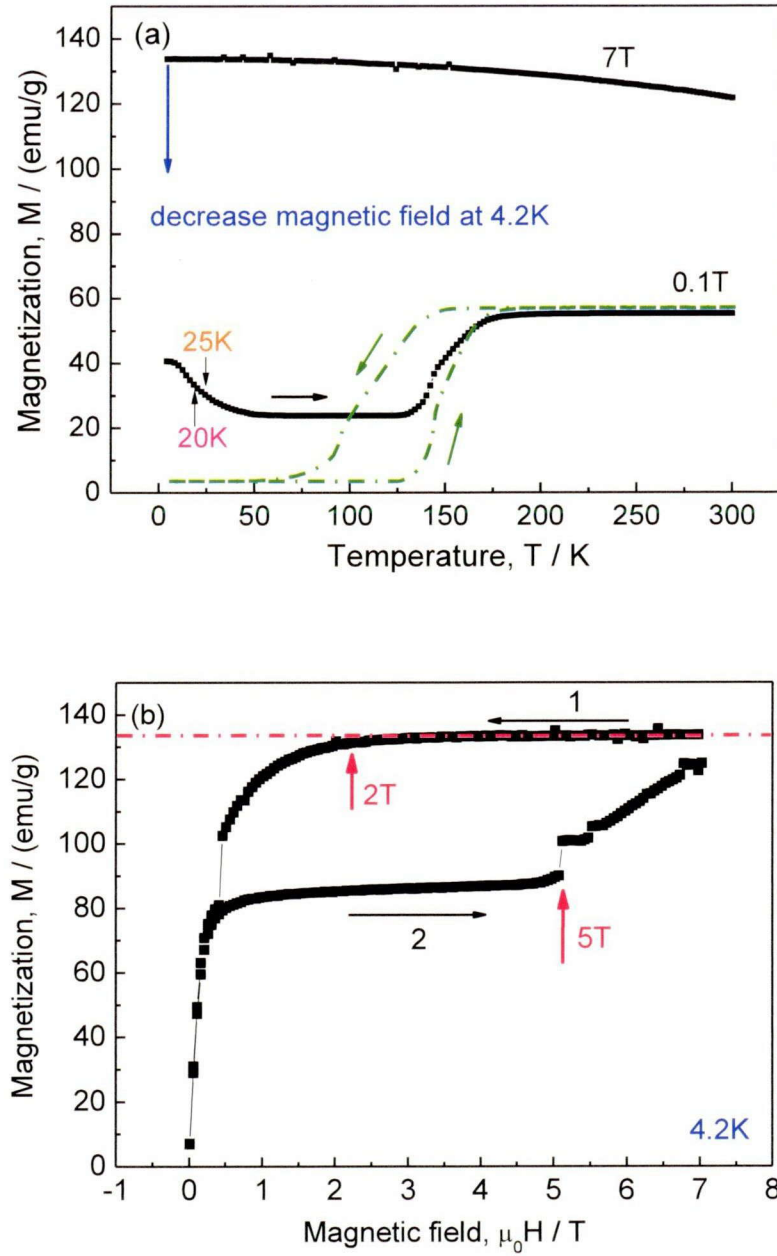 (a)
7T
decrease magnetic field at 4.2K
0.1T
25K
20K
140
120
100
80
60
40
20
0
0 50 100 150 200 250 300
Magnetization, M / (emu/g)
Temperature, T / K
(b)
1
2T
2
5T
4.2K
140
120
100
80
60
40
20
0
-1 0 1 2 3 4 5 6 7 8
Magnetization, M / (emu/g)
Magnetic field, μ₀H / T